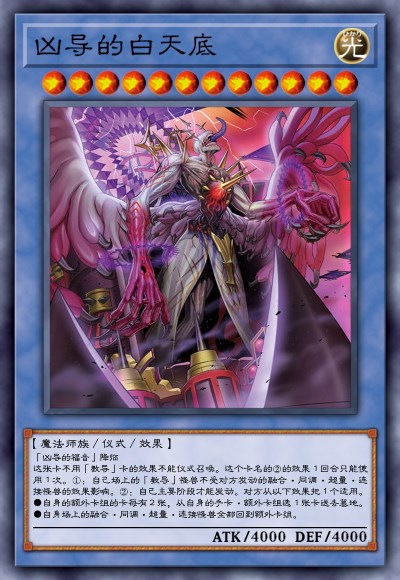 凶导的白天底
ひかり
光
【魔法师族/仪式/效果】
「凶导的福音」降临
这张卡不用「教导」卡的效果不能仪式召唤。这个卡名的②的效果1回合只能使
用1次。①：自己场上的「教导」怪兽不受对方发动的融合·同调·超量·连
接怪兽的效果影响。②：自己主要阶段才能发动。对方从以下效果把1个适用。
●自身的额外卡组的卡每有2张，从自身的手卡·额外卡组选1张卡送去墓地。
●自身场上的融合·同调·超量·连接怪兽全部回到额外卡组。
ATK/4000 DEF/4000